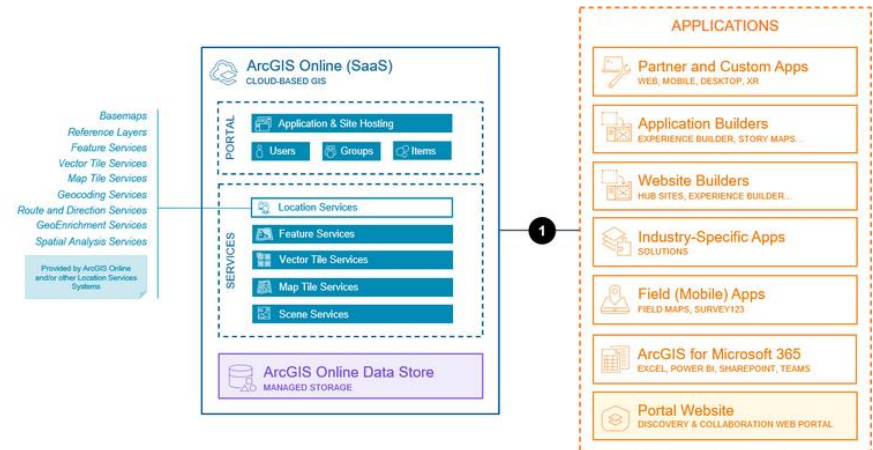 Basemaps
Reference Layers
Feature Services
Vector Tile Services
Map Tile Services
Geocoding Services
Route and Direction Services
GeoEnrichment Services
Spatial Analysis Services
Provided by ArcGIS Online
and/or other Location Services
Systems
ArcGIS Online (SaaS)
CLOUD-BASED GIS
PORTAL
Application & Site Hosting
Users
Groups
Items
SERVICES
Location Services
Feature Services
Vector Tile Services
Map Tile Services
Scene Services
ArcGIS Online Data Store
MANAGED STORAGE
1
APPLICATIONS
Partner and Custom Apps
WEB, MOBILE, DESKTOP, XR
Application Builders
EXPERIENCE BUILDER, STORY MAPS...
Website Builders
HUB SITES, EXPERIENCE BUILDER...
Industry-Specific Apps
SOLUTIONS
Field (Mobile) Apps
FIELD MAPS, SURVEY123
ArcGIS for Microsoft 365
EXCEL, POWER BI, SHAREPOINT, TEAMS
Portal Website
DISCOVERY & COLLABORATION WEB PORTAL